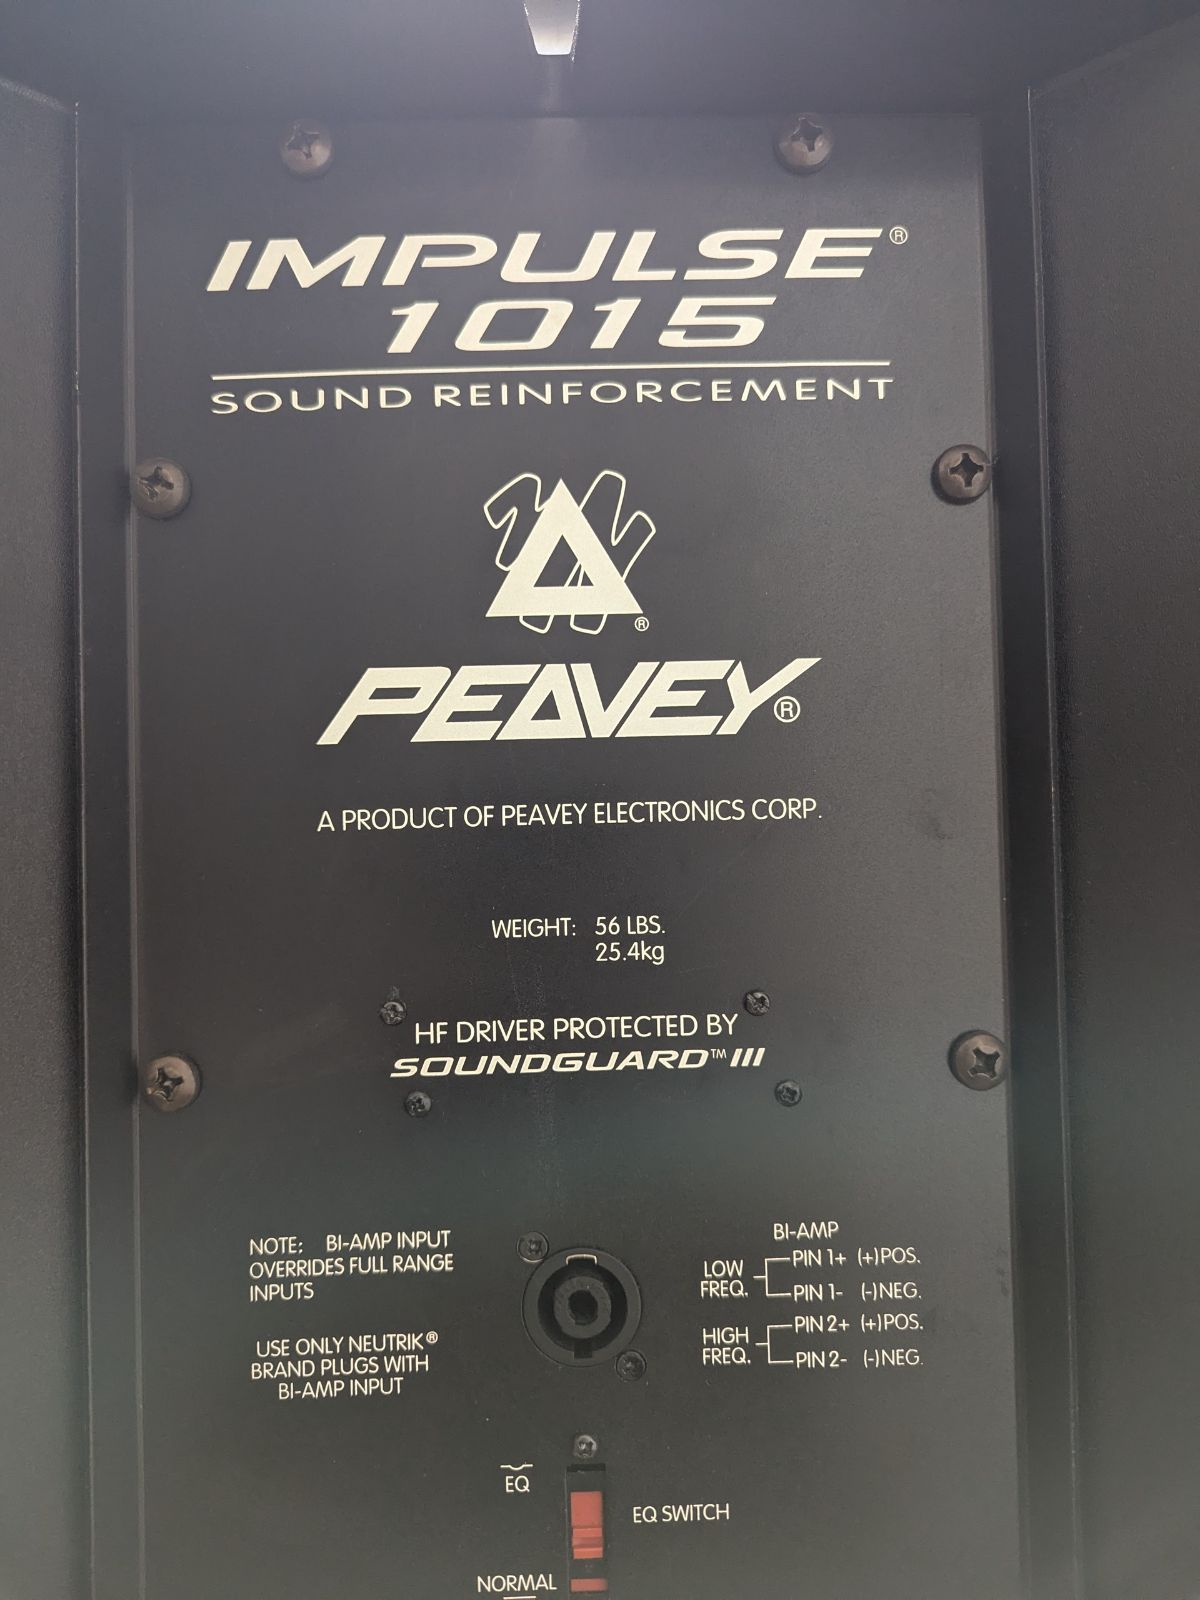 IMPULSE®
1015
SOUND REINFORCEMENT
®
PEAVEY®
A PRODUCT OF PEAVEY ELECTRONICS CORP.
WEIGHT: 56 LBS.
25.4kg
HF DRIVER PROTECTED BY
SOUNDGUARD™ III
NOTE: BI-AMP INPUT
OVERRIDES FULL RANGE
INPUTS
USE ONLY NEUTRIK®
BRAND PLUGS WITH
BI-AMP INPUT
BI-AMP
LOW FREQ.
PIN 1+ (+)POS.
PIN 1- (-)NEG.
HIGH FREQ.
PIN 2+ (+)POS.
PIN 2- (-)NEG.
EQ
EQ SWITCH
NORMAL